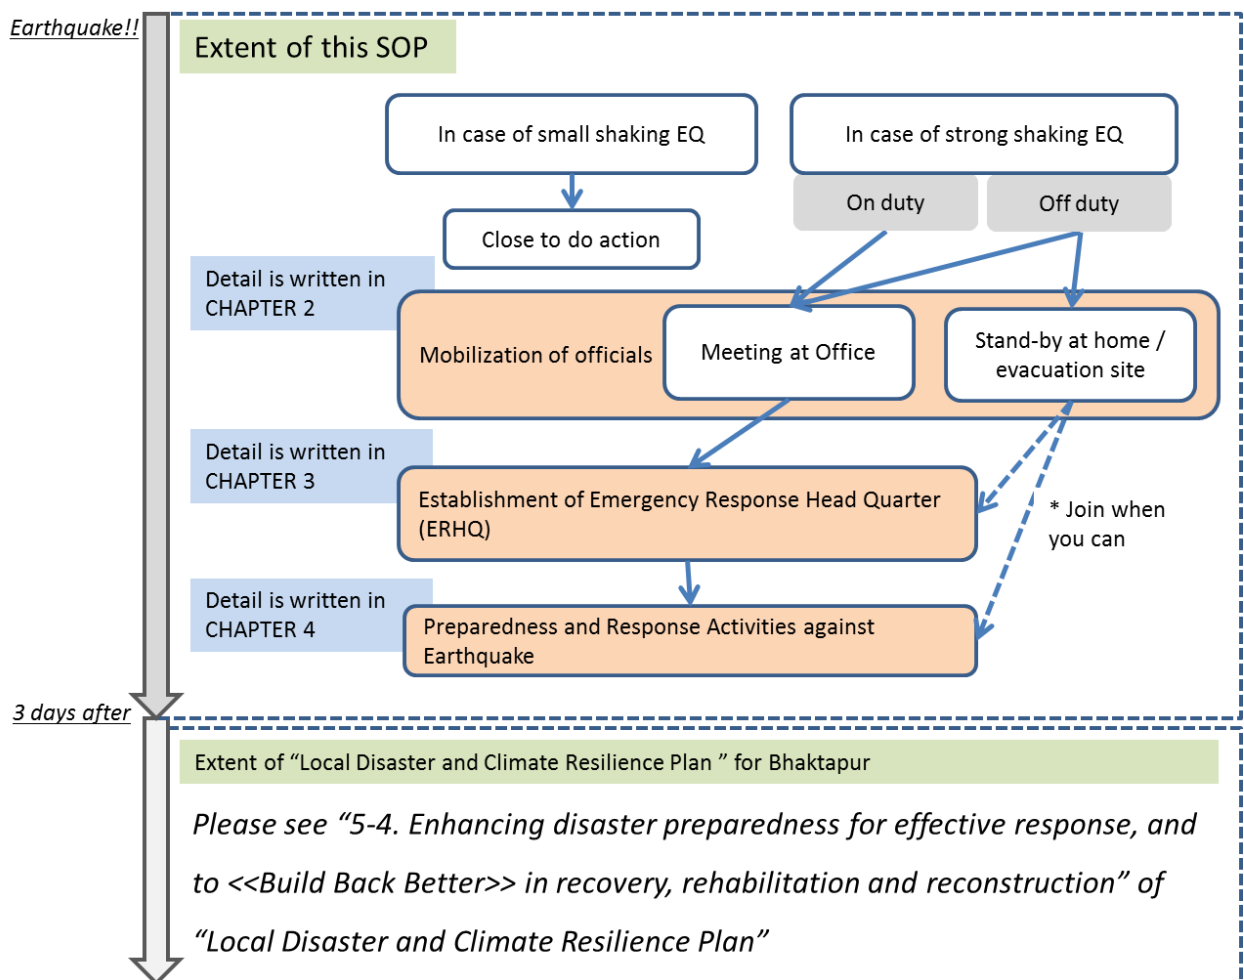 Earthquake!!
Extent of this SOP
In case of small shaking EQ
In case of strong shaking EQ
On duty
Off duty
Close to do action
Detail is written in
CHAPTER 2
Mobilization of officials
Meeting at Office
Stand-by at home /
evacuation site
Detail is written in
CHAPTER 3
Establishment of Emergency Response Head Quarter
(ERHQ)
* Join when
you can
Detail is written in
CHAPTER 4
Preparedness and Response Activities against
Earthquake
3 days after
Extent of “Local Disaster and Climate Resilience Plan ” for Bhaktapur
Please see “5-4. Enhancing disaster preparedness for effective response, and
to <<Build Back Better>> in recovery, rehabilitation and reconstruction” of
“Local Disaster and Climate Resilience Plan”